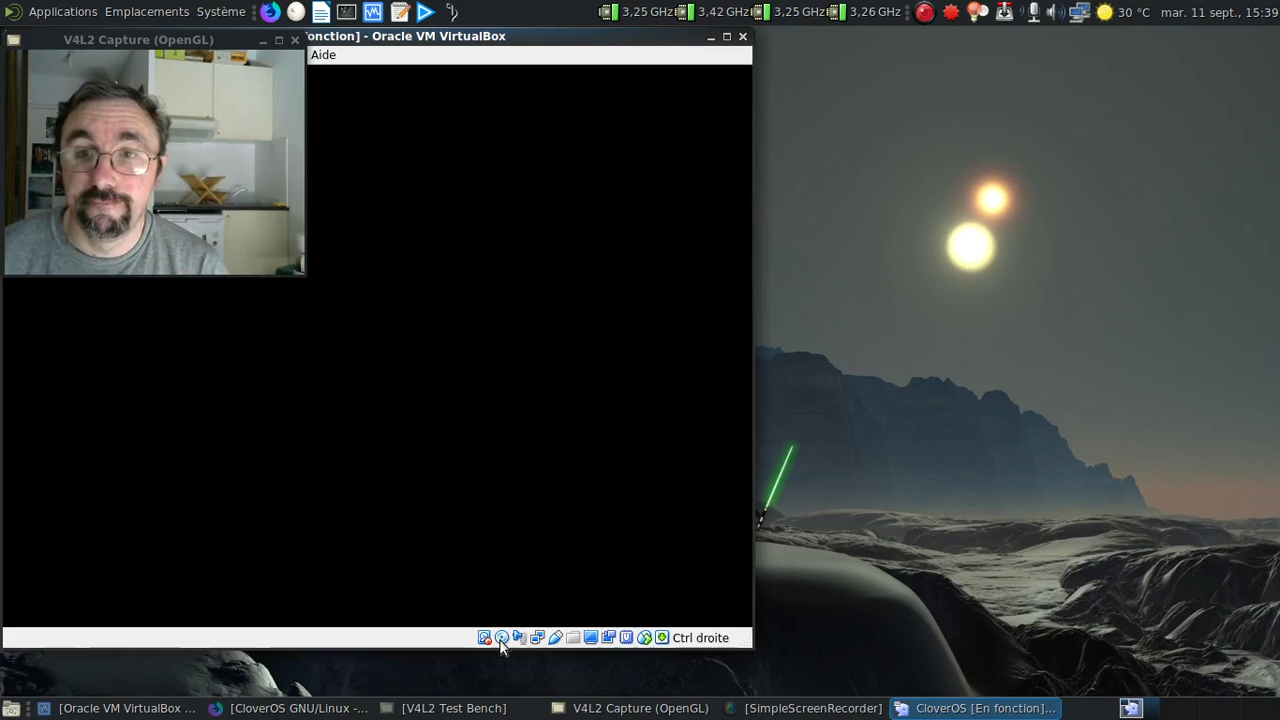 Applications Emplacements Système 3,25 GHz 3,42 GHz 3,25 GHz 3,26 GHz 30 °C mar. 11 sept., 15:39
V4L2 Capture (OpenGL)
fonction] - Oracle VM VirtualBox
Aide
Ctrl droite
[Oracle VM VirtualBox ... [CloverOS GNU/Linux -... [V4L2 Test Bench] V4L2 Capture (OpenGL) [SimpleScreenRecorder] CloverOS [En fonction]...